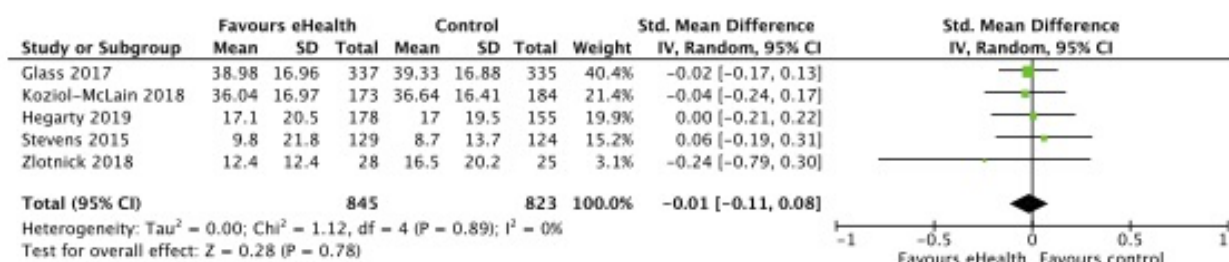 Favours eHealth Control Std. Mean Difference Std. Mean Difference
Study or Subgroup Mean SD Total Mean SD Total Weight IV, Random, 95% CI IV, Random, 95% CI
Glass 2017 38.98 16.96 337 39.33 16.88 335 40.4% -0.02 [-0.17, 0.13]
Koziol-McLain 2018 36.04 16.97 173 36.64 16.41 184 21.4% -0.04 [-0.24, 0.17]
Hegarty 2019 17.1 20.5 178 17 19.5 155 19.9% 0.00 [-0.21, 0.22]
Stevens 2015 9.8 21.8 129 8.7 13.7 124 15.2% 0.06 [-0.19, 0.31]
Zlotnick 2018 12.4 12.4 28 16.5 20.2 25 3.1% -0.24 [-0.79, 0.30]
Total (95% CI) 845 823 100.0% -0.01 [-0.11, 0.08]
Heterogeneity: Tau² = 0.00; Chi² = 1.12, df = 4 (P = 0.89); I² = 0%
Test for overall effect: Z = 0.28 (P = 0.78)
-1 -0.5 0 0.5 1
Favours eHealth Favours control